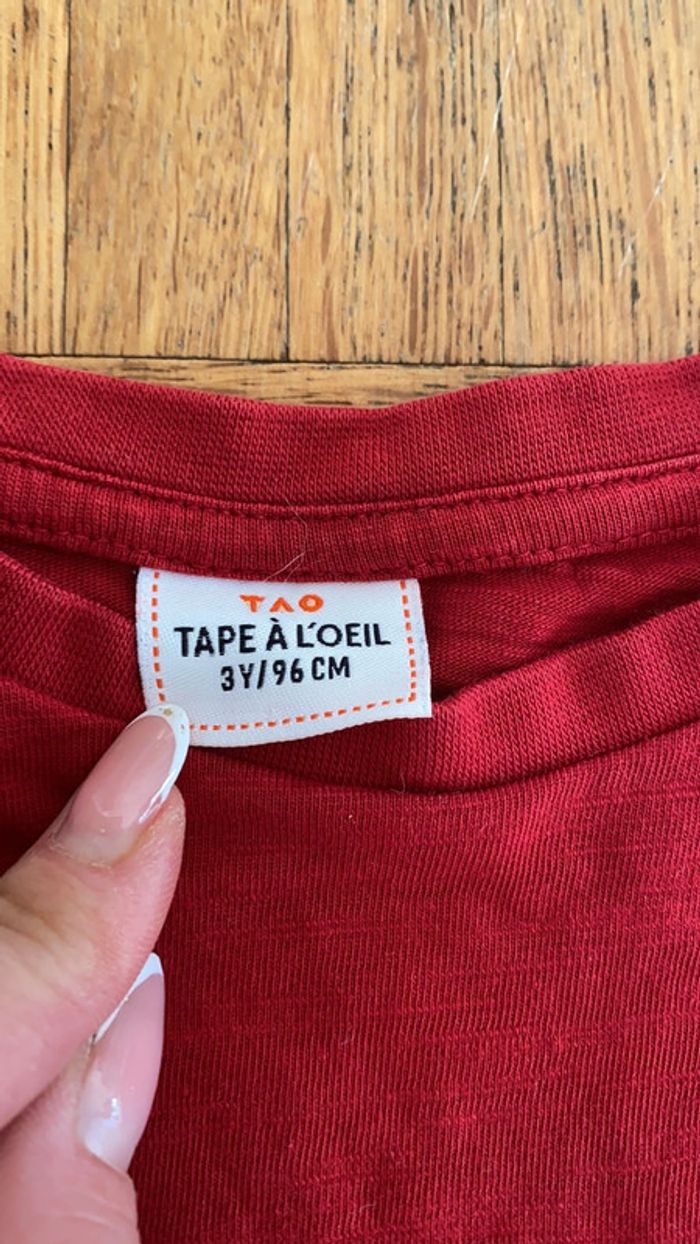 TAO
TAPE À L'OEIL
3Y/96 CM